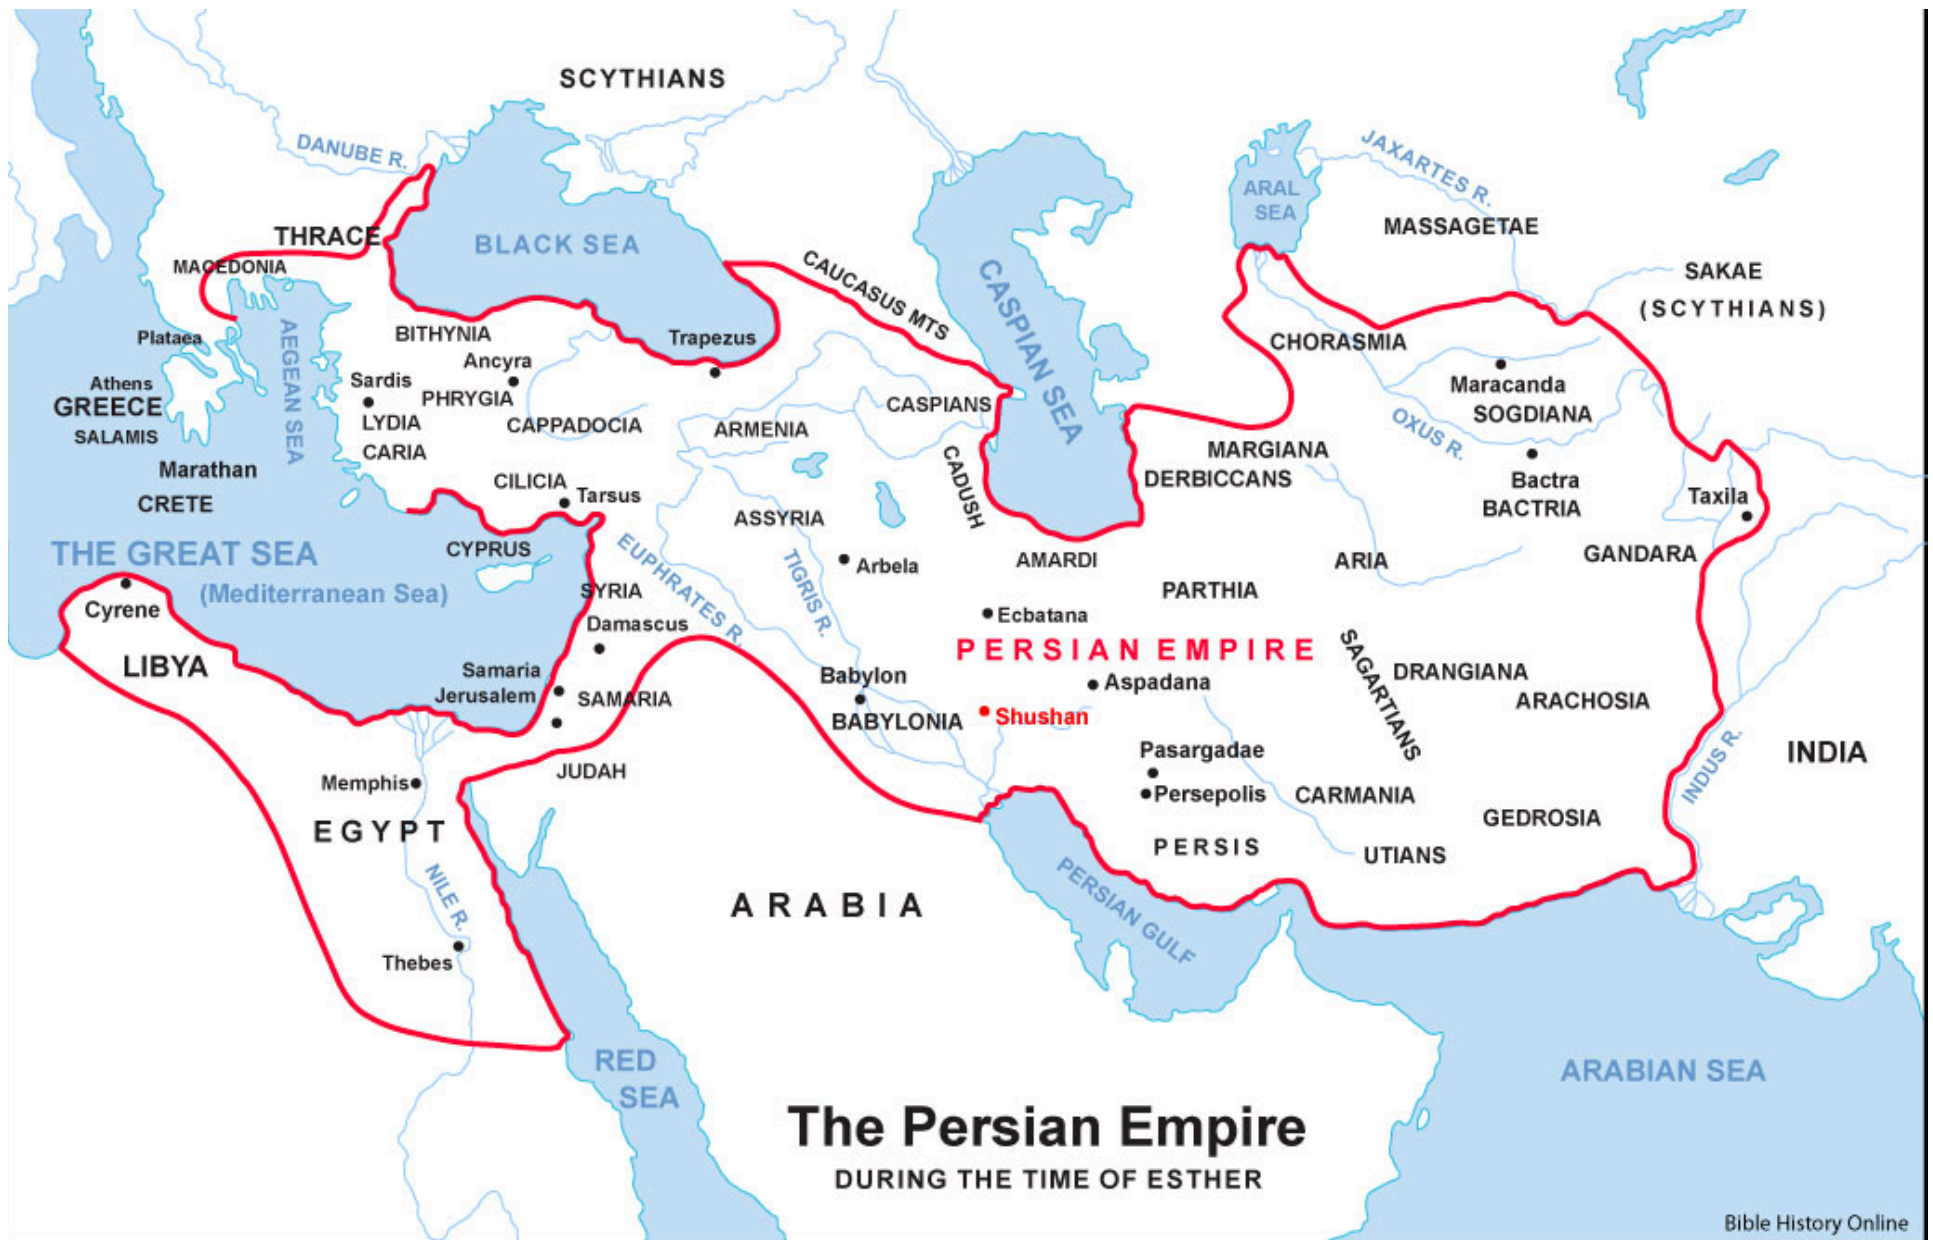 SCYTHIANS
DANUBE R.
JAXARTES R.
ARAL
SEA
MASSAGETAE
THRACE
BLACK SEA
MACEDONIA
CAUCASUS MTS
CASPIAN SEA
SAKAE
(SCYTHIANS)
Plataea
AEGEAN SEA
BITHYNIA
Trapezus
CHORASMIA
Ancyra
Athens
Sardis
PHRYGIA
GREECE
CASPIANS
Maracanda
SOGDIANA
SALAMIS
LYDIA
CAPPADOCIA
ARMENIA
OXUS R.
CARIA
MARGIANA
Marathan
CADUSH
DERBICCANS
CILICIA
Tarsus
Bactra
BACTRIA
Taxila
CRETE
ASSYRIA
THE GREAT SEA
(Mediterranean Sea)
CYPRUS
EUPHRATES R.
TIGRIS R.
Arbela
AMARDI
ARIA
GANDARA
SYRIA
PARTHIA
Cyrene
Damascus
Ecbatana
PERSIAN EMPIRE
SAGARTIANS
LIBYA
Samaria
Jerusalem
SAMARIA
Babylon
BABYLONIA
Aspadana
DRANGIANA
ARACHOSIA
Shushan
Pasargadae
Persepolis
INDUS R.
INDIA
JUDAH
Memphis
CARMANIA
EGYPT
GEDROSIA
PERSIS
UTIANS
NILE R.
ARABIA
PERSIAN GULF
Thebes
RED
SEA
ARABIAN SEA
The Persian Empire
DURING THE TIME OF ESTHER
Bible History Online